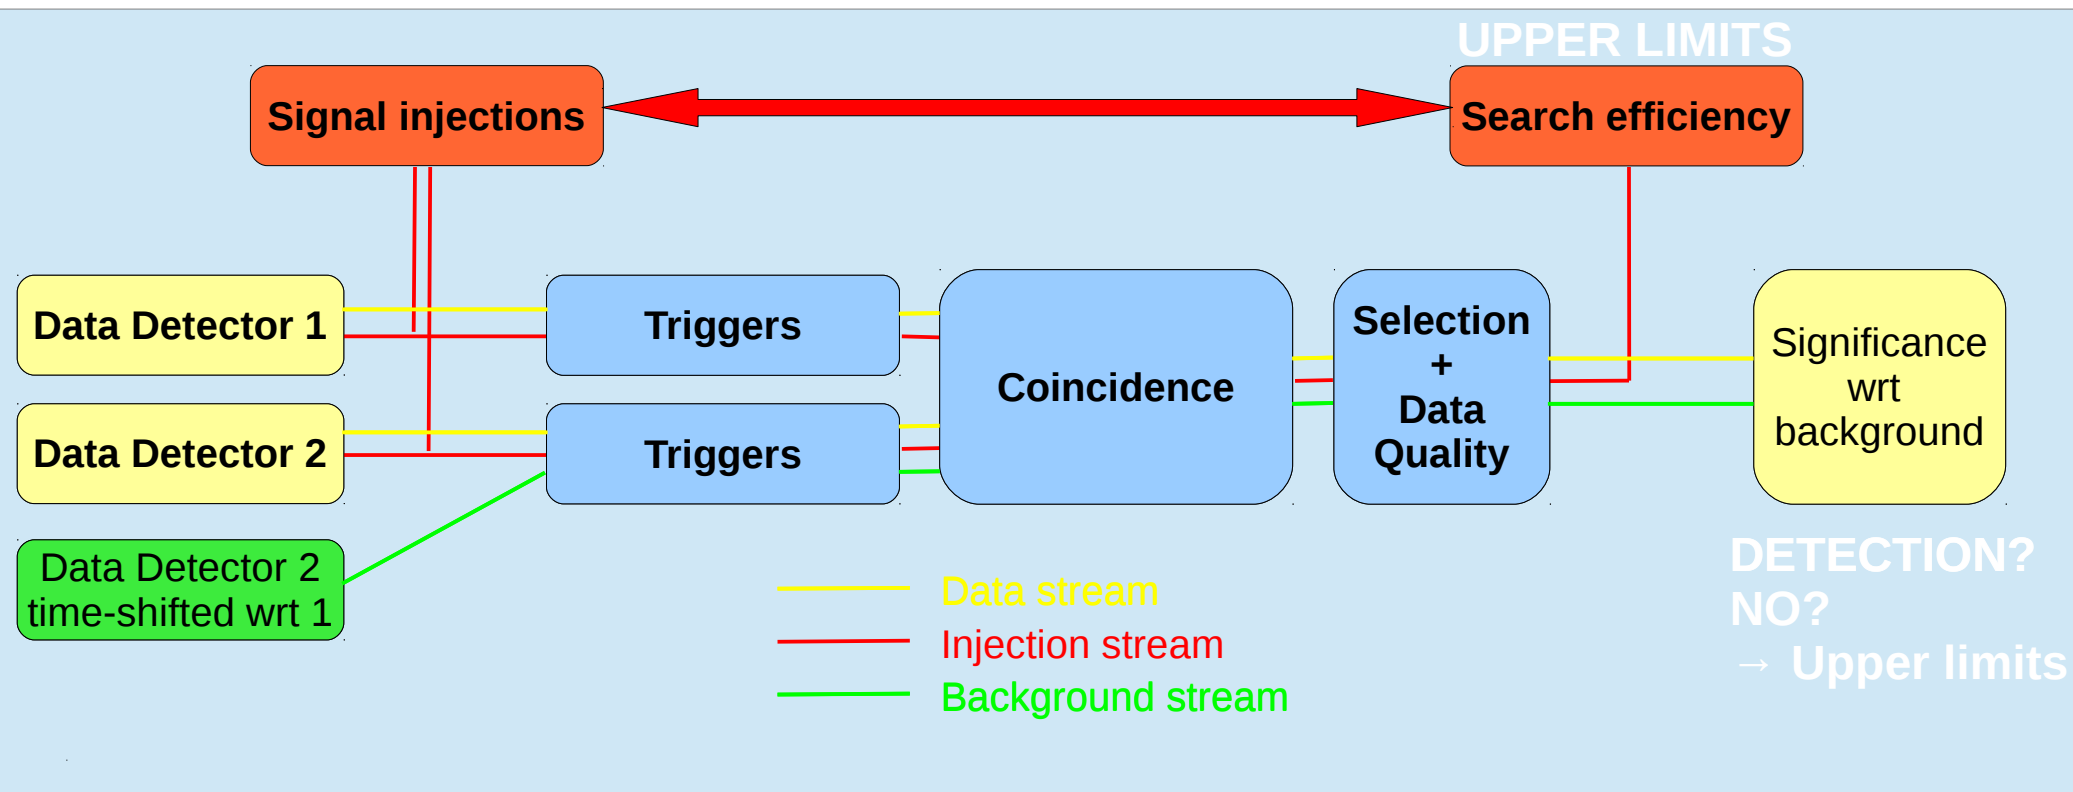 UPPER LIMITS
Signal injections
Search efficiency
Data Detector 1
Triggers
Data Detector 2
Triggers
Data Detector 2
time-shifted wrt 1
Coincidence
Selection
+
Data
Quality
Significance
wrt
background
Data stream
Injection stream
Background stream
DETECTION?
NO?
→ Upper limits